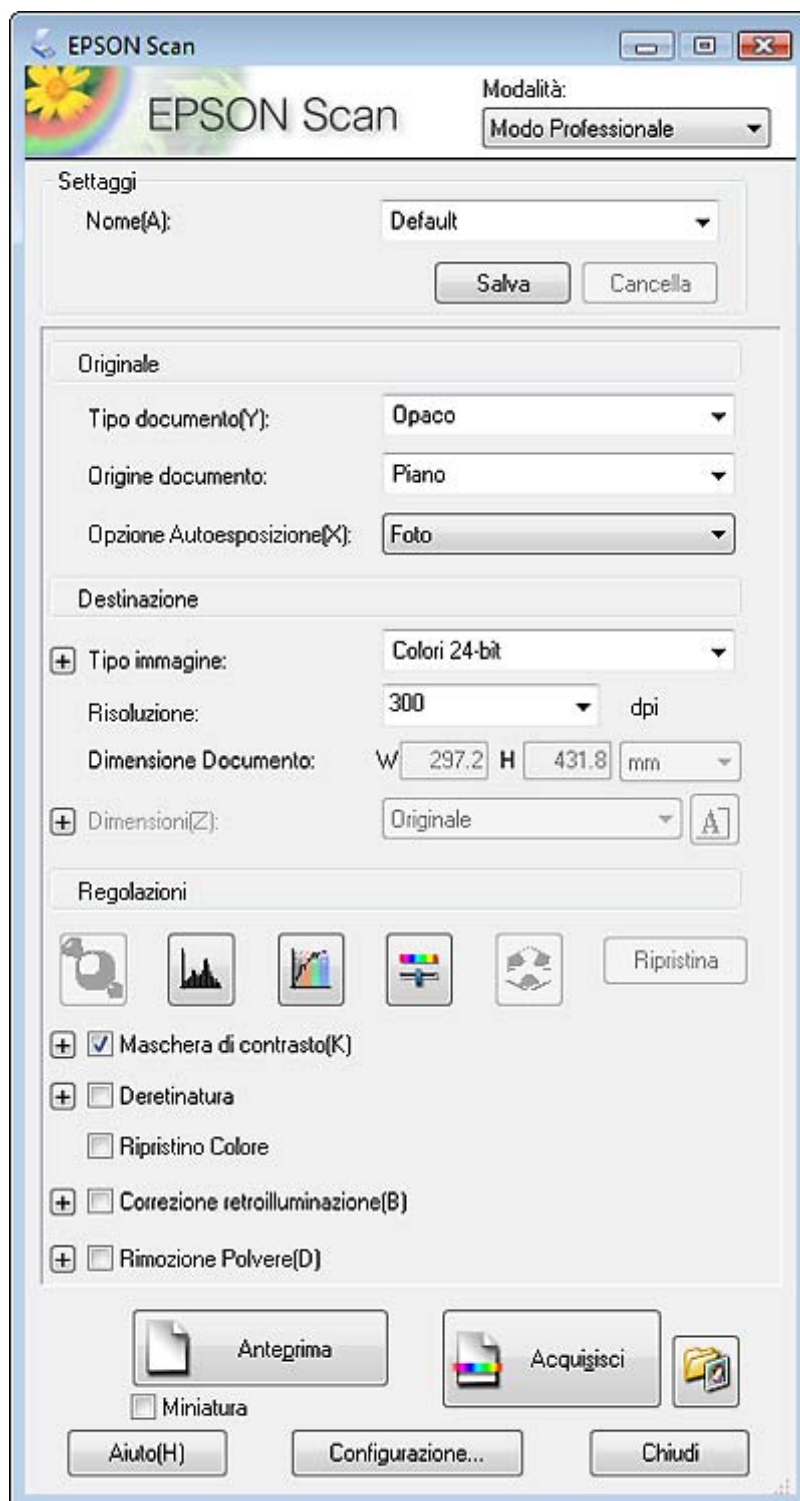 EPSON Scan
EPSON Scan
Modalità:
Modo Professionale
Settaggi
Nome(A): Default
Salva Cancella
Originale
Tipo documento(Y): Opaco
Origine documento: Piano
Opzione Autoesposizione(X): Foto
Destinazione
Tipo immagine: Colori 24-bit
Risoluzione: 300 dpi
Dimensione Documento: W 297.2 H 431.8 mm
Dimensioni(Z): Originale A
Regolazioni
Ripristina
Maschera di contrasto(K)
Deretinatura
Ripristino Colore
Correzione retroilluminazione(B)
Rimozione Polvere(D)
Anteprima Acquisisci
Miniatura
Aiuto(H) Configurazione... Chiudi